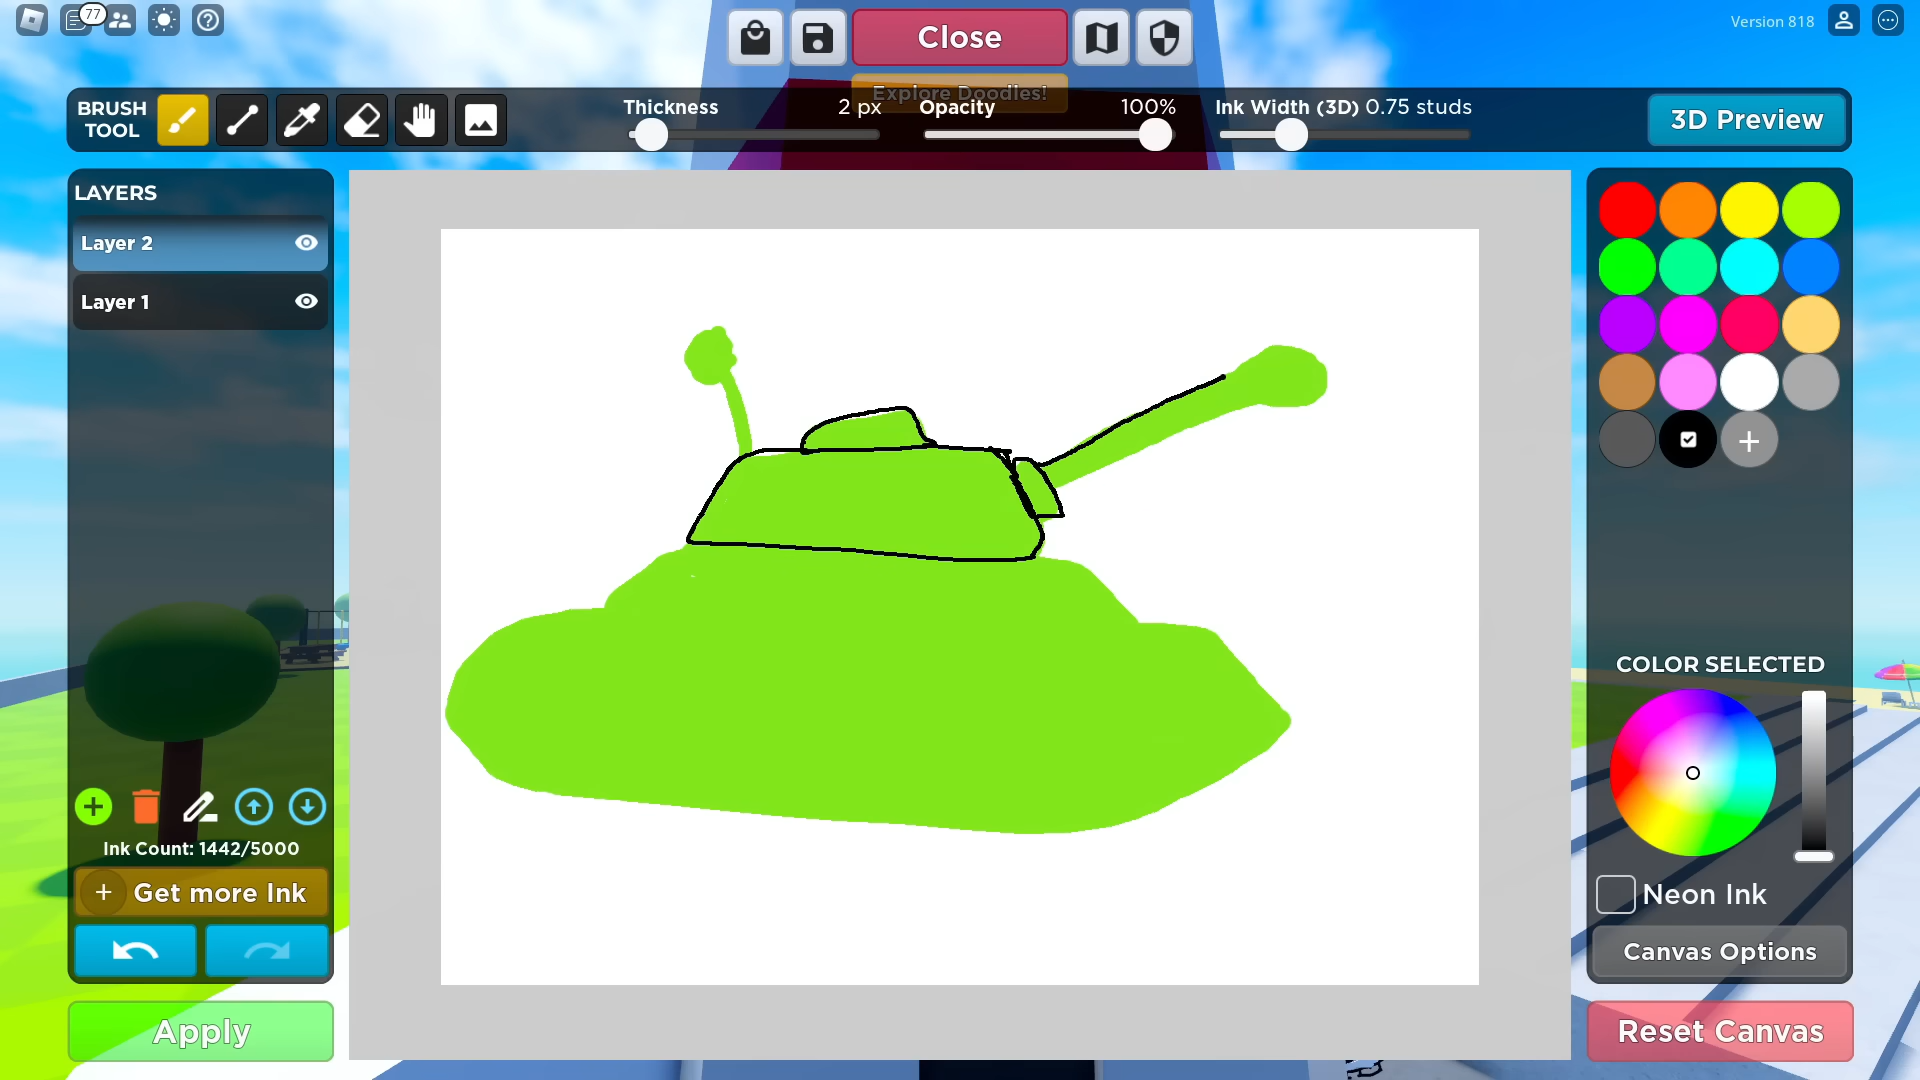 77
Close
Version 818
Explore Doodles!
BRUSH
TOOL
Thickness
2 px
Opacity
100%
Ink Width (3D) 0.75 studs
3D Preview
LAYERS
Layer 2
Layer 1
Ink Count: 1442/5000
+ Get more Ink
Apply
COLOR SELECTED
Neon Ink
Canvas Options
Reset Canvas